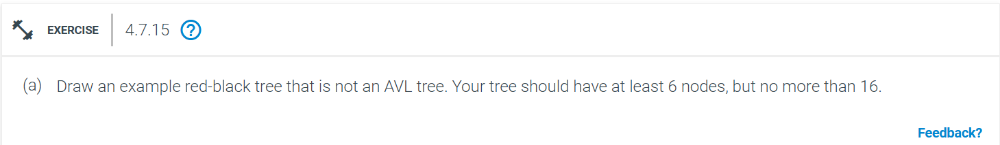 EXERCISE 4.7.15 ?
(a) Draw an example red-black tree that is not an AVL tree. Your tree should have at least 6 nodes, but no more than 16.
Feedback?